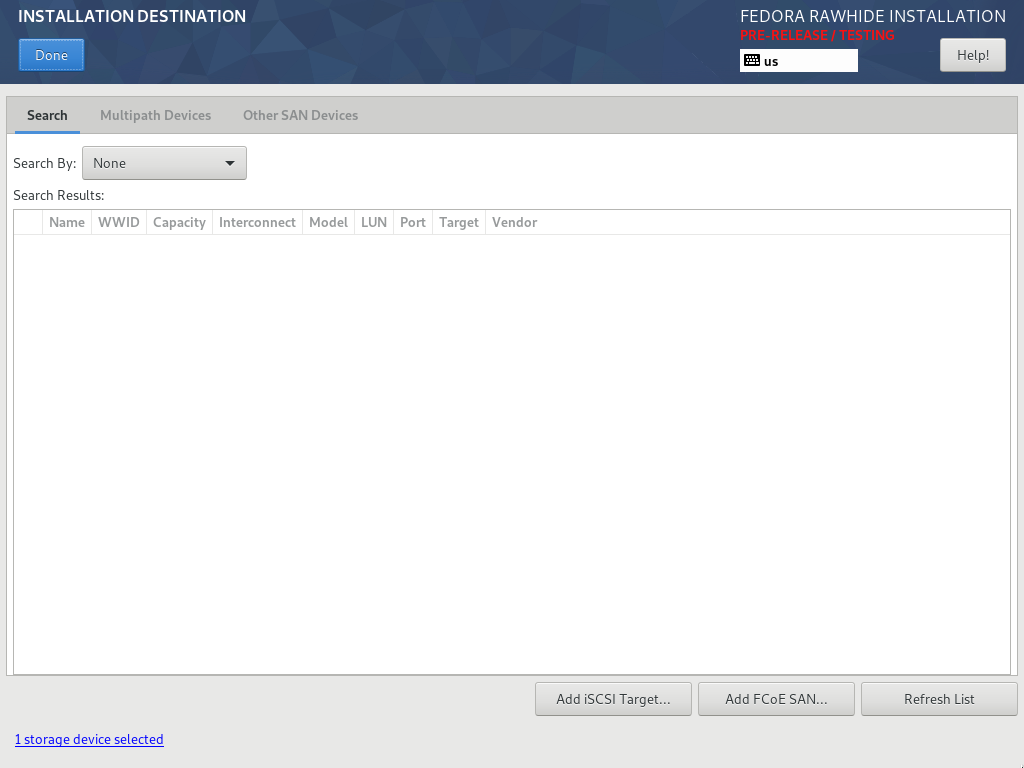 INSTALLATION DESTINATION
FEDORA RAWHIDE INSTALLATION
PRE-RELEASE / TESTING
Done
us
Help!
Search
Multipath Devices
Other SAN Devices
Search By:
None
Search Results:
Name
WWID
Capacity
Interconnect
Model
LUN
Port
Target
Vendor
Add iSCSI Target...
Add FCoE SAN...
Refresh List
1 storage device selected